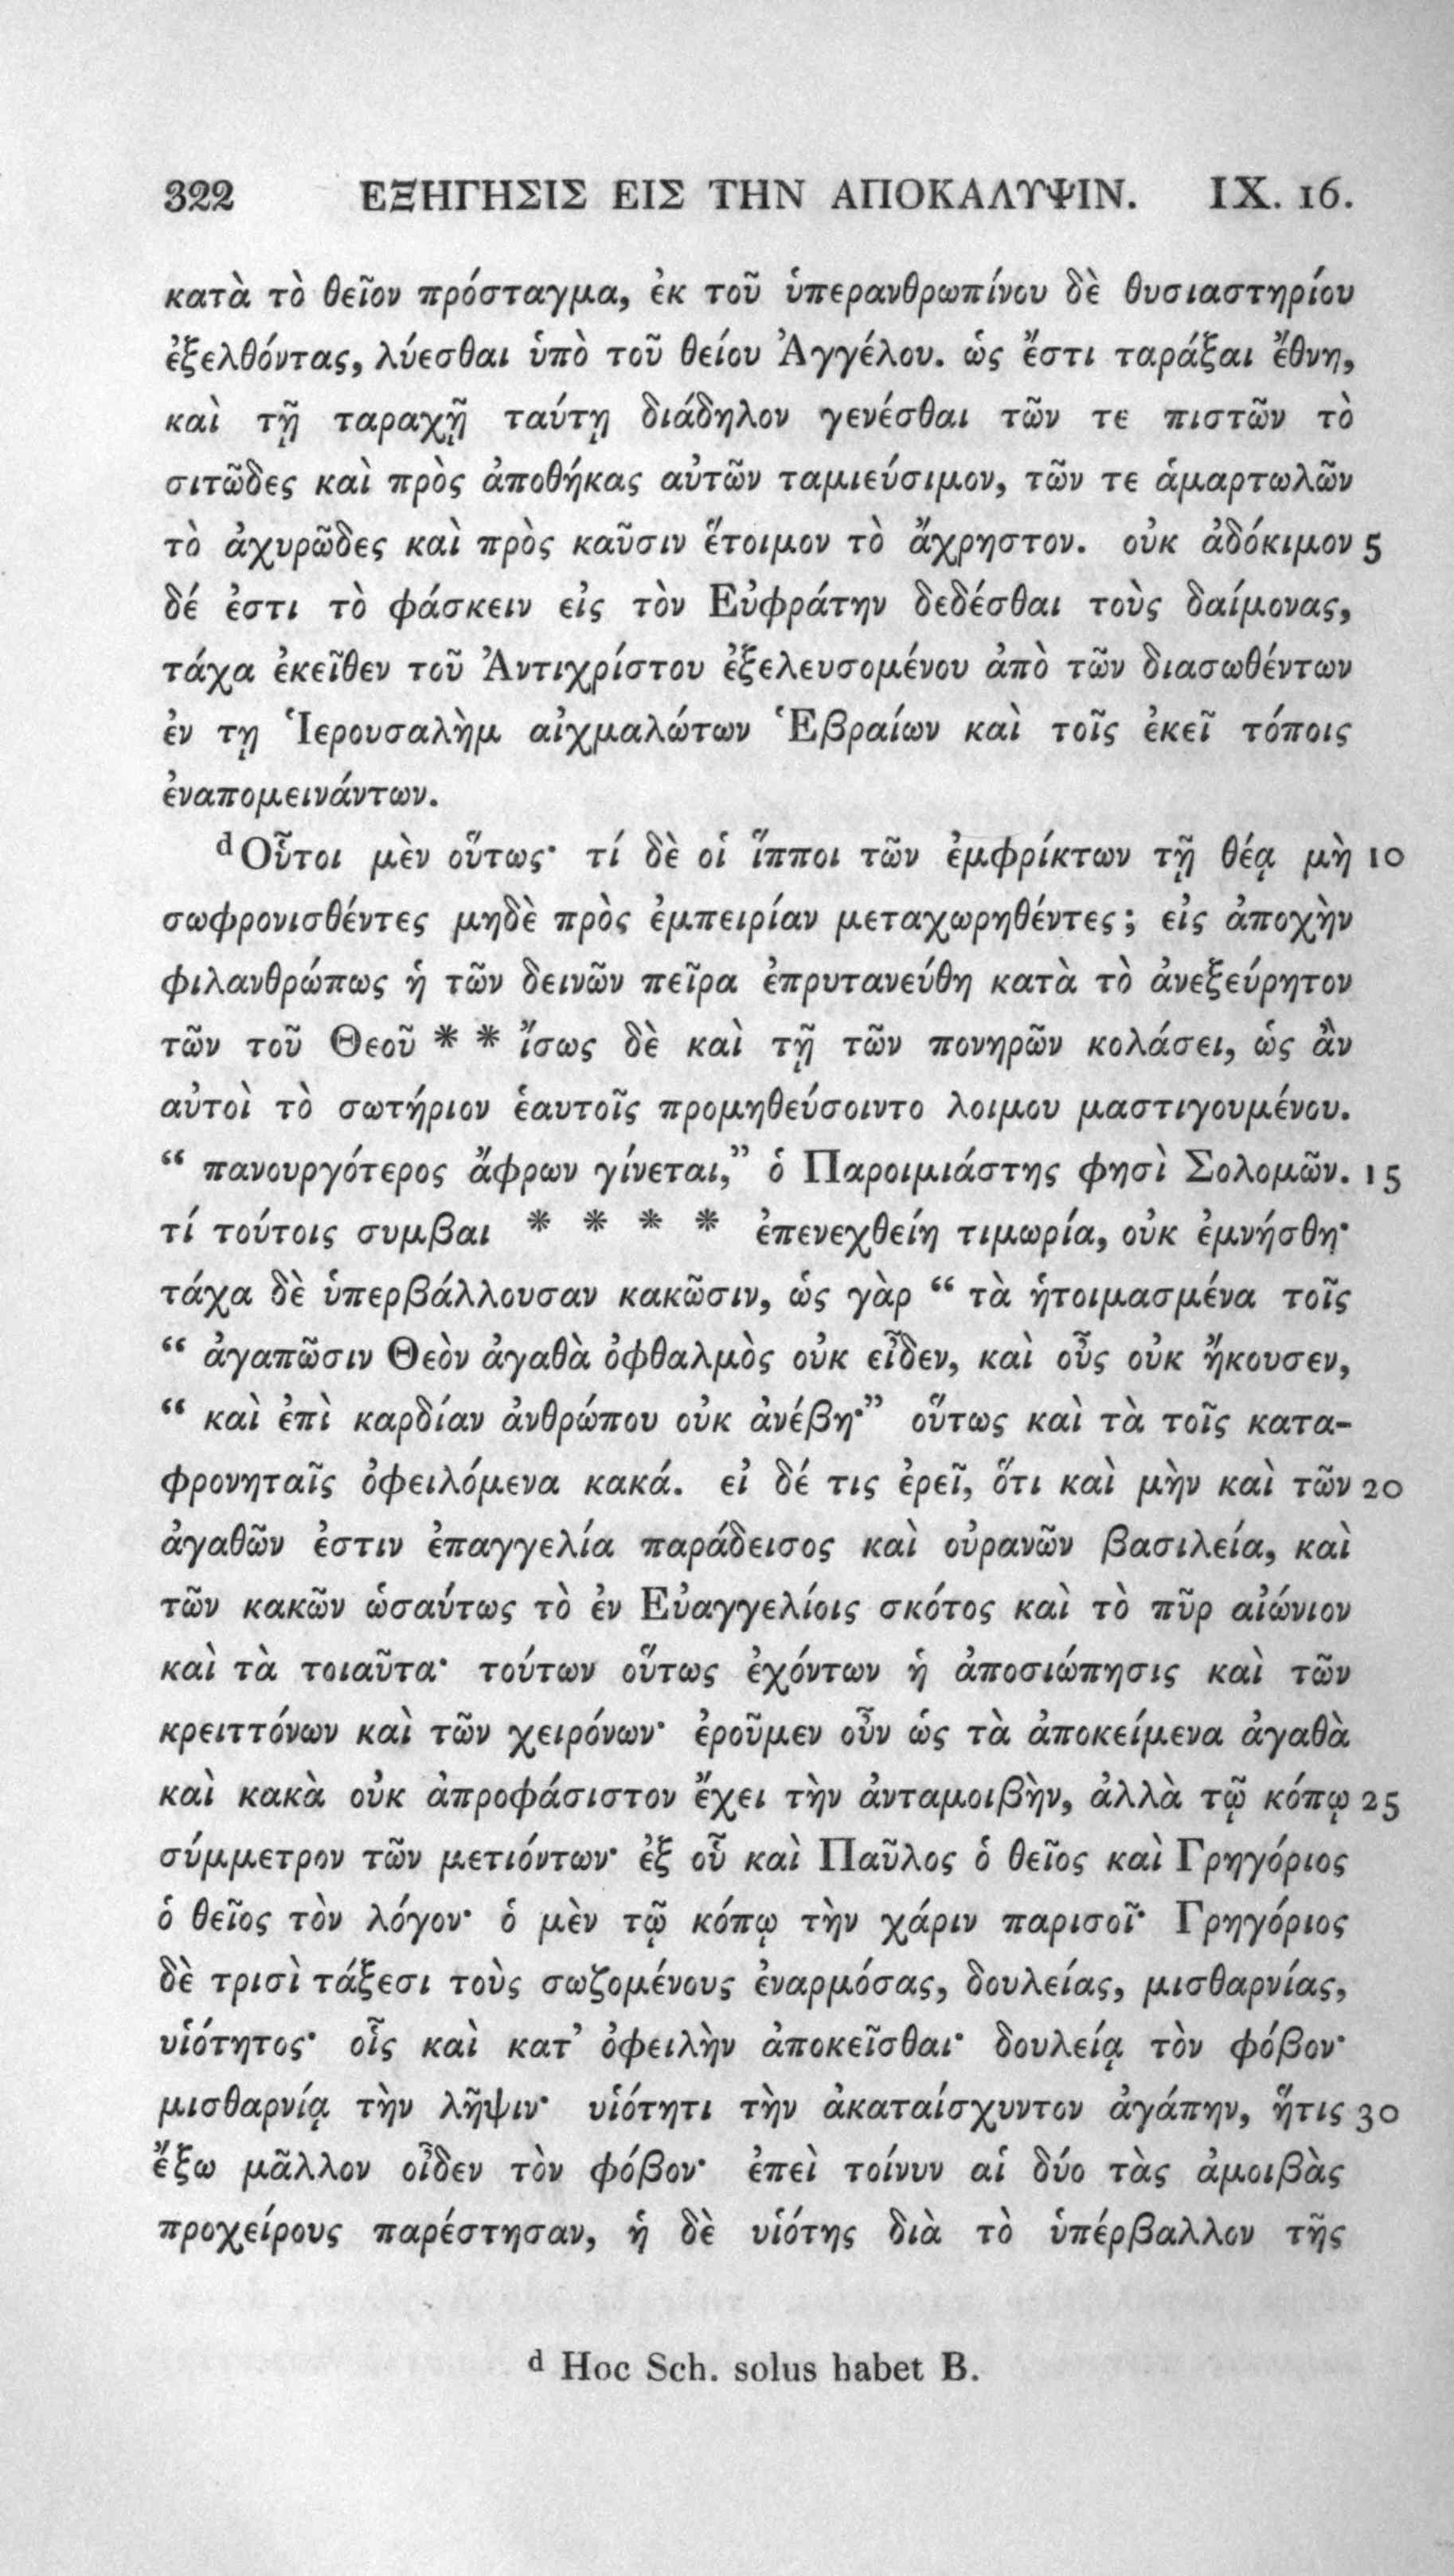 322 ΕΞΗΓΗΣΙΣ ΕΙΣ ΤΗΝ ΑΠΟΚΑΛΥΨΙΝ. IX. 16.
κατὰ τὸ θεῖον πρόσταγμα, ἐκ τοῦ ὑπερανθρωπίνου δὲ θυσιαστηρίου
ἐξελθόντας, λύεσθαι ὑπὸ τοῦ θείου Ἀγγέλου. ὡς ἔστι ταράξαι ἔθνη,
καὶ τῇ ταραχῇ ταύτῃ διάδηλον γενέσθαι τῶν τε πιστῶν τὸ
σιτῶδες καὶ πρὸς ἀποθήκας αὐτῶν ταμιεύσιμον, τῶν τε ἁμαρτωλῶν
τὸ ἀχυρῶδες καὶ πρὸς καῦσιν ἕτοιμον τὸ ἄχρηστον. οὐκ ἀδόκιμον 5
δέ ἐστι τὸ φάσκειν εἰς τὸν Εὐφράτην δεδέσθαι τοὺς δαίμονας,
τάχα ἐκεῖθεν τοῦ Ἀντιχρίστου ἐξελευσομένου ἀπὸ τῶν διασωθέντων
ἐν τῃ Ἱερουσαλὴμ αἰχμαλώτων Ἑβραίων καὶ τοῖς ἐκεῖ τόποις
ἐναπομεινάντων.
d Οὗτοι μὲν οὕτως· τί δὲ οἱ ἵπποι τῶν ἐμφρίκτων τῇ θέᾳ μὴ 10
σωφρονισθέντες μηδὲ πρὸς ἐμπειρίαν μεταχωρηθέντες; εἰς ἀποχὴν
φιλανθρώπως ἡ τῶν δεινῶν πεῖρα ἐπρυτανεύθη κατὰ τὸ ἀνεξεύρητον
τῶν τοῦ Θεοῦ * * ἴσως δὲ καὶ τῇ τῶν πονηρῶν κολάσει, ὡς ἂν
αὐτοὶ τὸ σωτήριον ἑαυτοῖς προμηθεύσοιντο λοιμου μαστιγουμένου.
“ πανουργότερος ἄφρων γίνεται,” ὁ Παροιμιάστης φησὶ Σολομῶν. 15
τί τούτοις συμβαι * * * * ἐπενεχθείη τιμωρία, οὐκ ἐμνήσθη·
τάχα δὲ ὑπερβάλλουσαν κακῶσιν, ὡς γὰρ “ τὰ ἡτοιμασμένα τοῖς
“ ἀγαπῶσιν Θεὸν ἀγαθὰ ὀφθαλμὸς οὐκ εἶδεν, καὶ οὖς οὐκ ἤκουσεν,
“ καὶ ἐπὶ καρδίαν ἀνθρώπου οὐκ ἀνέβη·” οὕτως καὶ τὰ τοῖς κατα-
φρονηταῖς ὀφειλόμενα κακά. εἰ δέ τις ἐρεῖ, ὅτι καὶ μὴν καὶ τῶν 20
ἀγαθῶν ἐστιν ἐπαγγελία παράδεισος καὶ οὐρανῶν βασιλεία, καὶ
τῶν κακῶν ὡσαύτως τὸ ἐν Εὐαγγελίοις σκότος καὶ τὸ πῦρ αἰώνιον
καὶ τὰ τοιαῦτα· τούτων οὕτως ἐχόντων ἡ ἀποσιώπησις καὶ τῶν
κρειττόνων καὶ τῶν χειρόνων· ἐροῦμεν οὖν ὡς τὰ ἀποκείμενα ἀγαθὰ
καὶ κακὰ οὐκ ἀπροφάσιστον ἔχει τὴν ἀνταμοιβὴν, ἀλλὰ τῷ κόπῳ 25
σύμμετρον τῶν μετιόντων· ἐξ οὗ καὶ Παῦλος ὁ θεῖος καὶ Γρηγόριος
ὁ θεῖος τὸν λόγον· ὁ μὲν τῷ κόπῳ τὴν χάριν παρισοῖ· Γρηγόριος
δὲ τρισὶ τάξεσι τοὺς σωζομένους ἐναρμόσας, δουλείας, μισθαρνίας,
υἱότητος· οἷς καὶ κατ’ ὀφειλὴν ἀποκεῖσθαι· δουλείᾳ τὸν φόβον·
μισθαρνίᾳ τὴν λῆψιν· υἱότητι τὴν ἀκαταίσχυντον ἀγάπην, ἥτις 30
ἔξω μᾶλλον οἶδεν τὸν φόβον· ἐπεὶ τοίνυν αἱ δύο τὰς ἀμοιβὰς
προχείρους παρέστησαν, ἡ δὲ υἱότης διὰ τὸ ὑπέρβαλλον τῆς
d Hoc Sch. solus habet B.